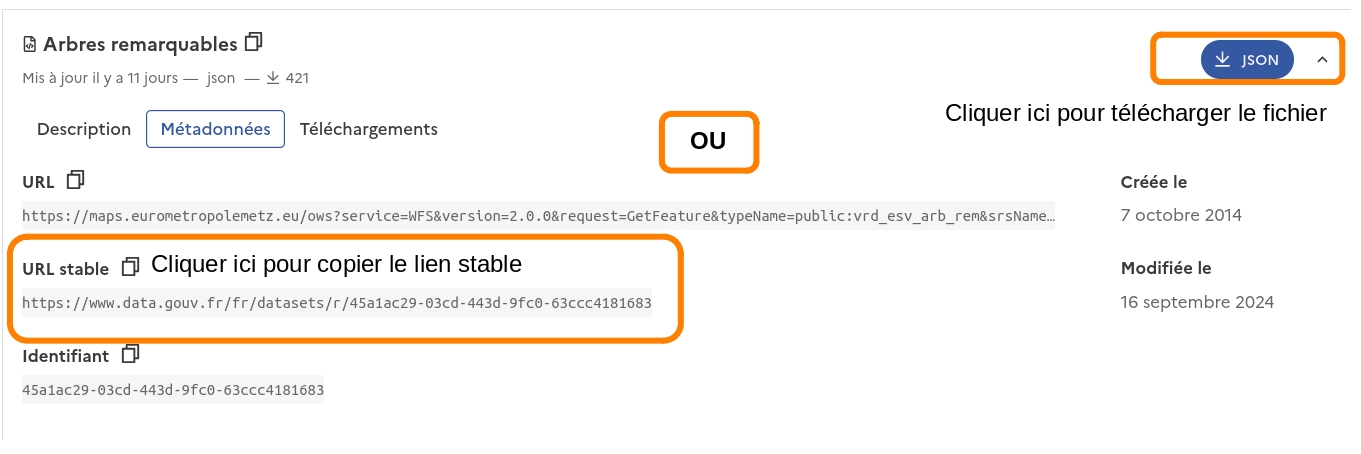 Arbres remarquables
JSON
Mis à jour il y a 11 jours — json — 421
Cliquer ici pour télécharger le fichier
Description Métadonnées Téléchargements
OU
URL
Créée le
https://maps.eurometropolemetz.eu/ows?service=WFS&version=2.0.0&request=GetFeature&typeName=public:vrd_esv_arb_rem&srsName…
7 octobre 2014
URL stable Cliquer ici pour copier le lien stable
Modifiée le
https://www.data.gouv.fr/fr/datasets/r/45a1ac29-03cd-443d-9fc0-63ccc4181683
16 septembre 2024
Identifiant
45a1ac29-03cd-443d-9fc0-63ccc4181683